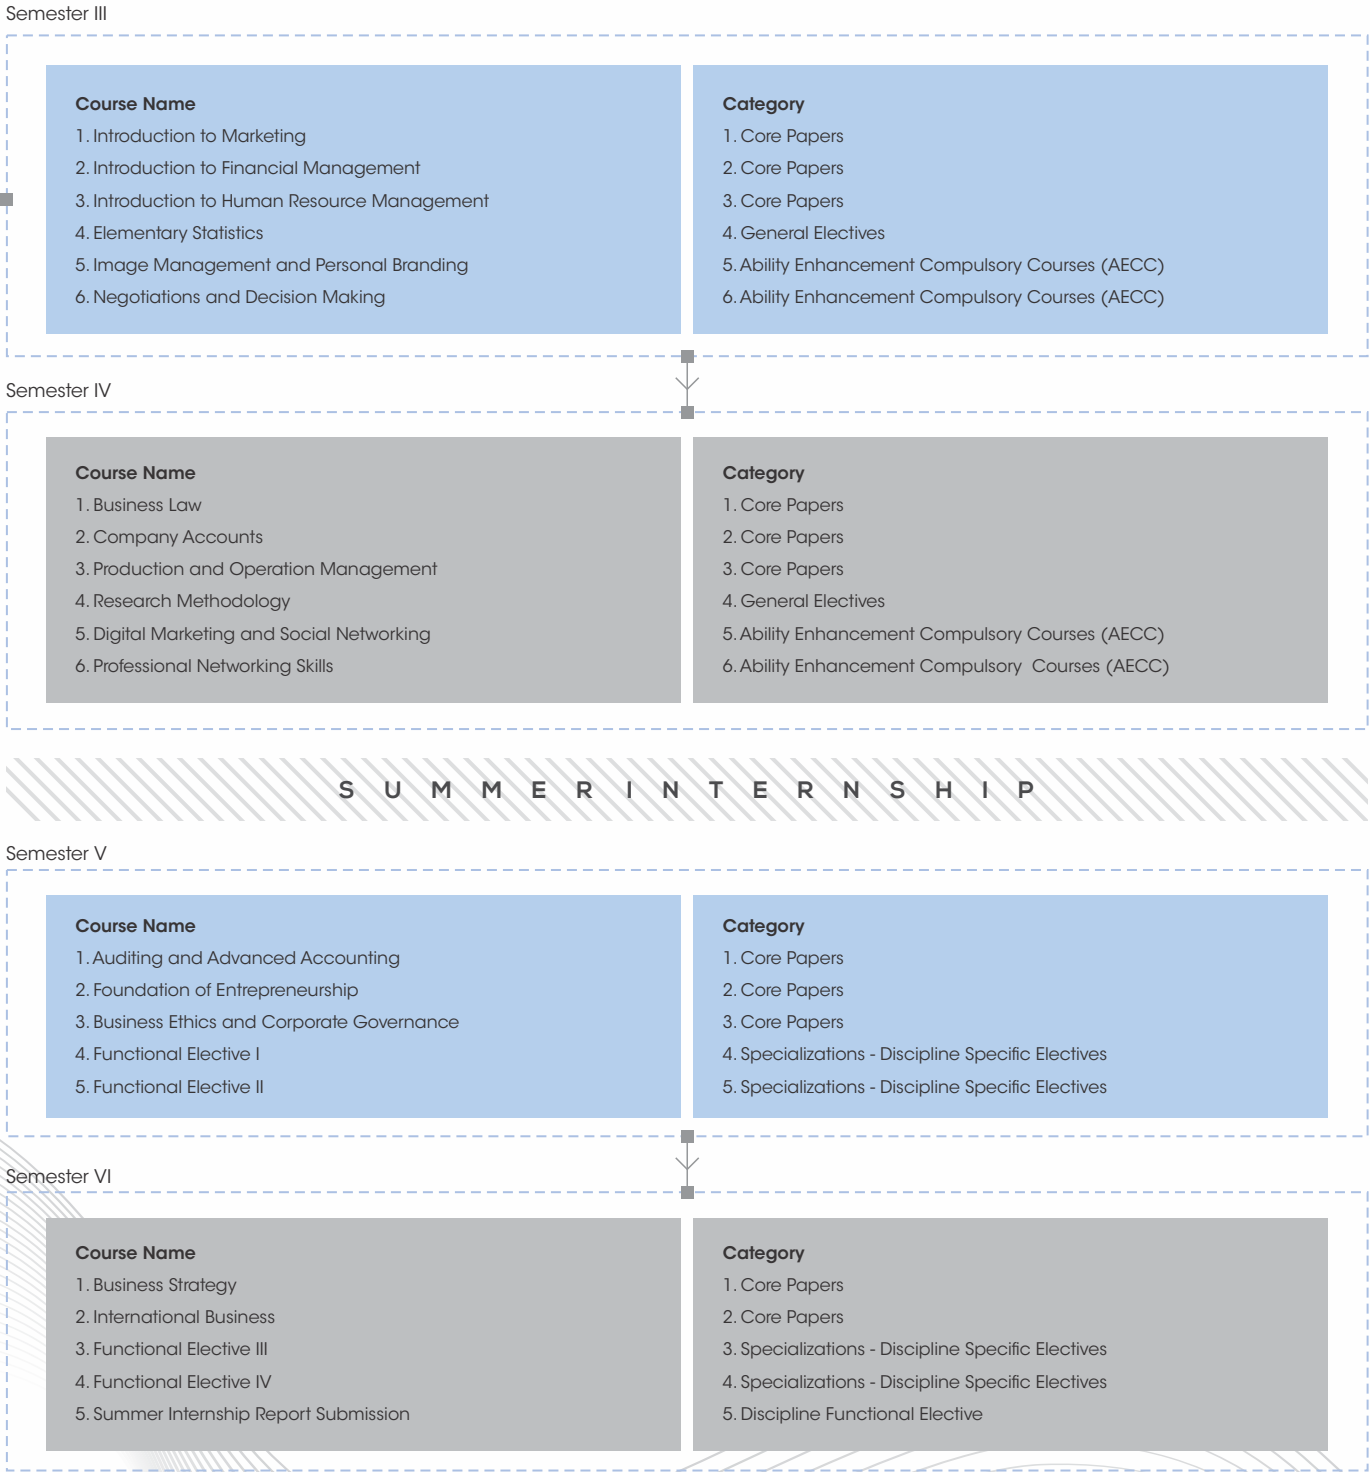 Semester III
Course Name
1. Introduction to Marketing
2. Introduction to Financial Management
3. Introduction to Human Resource Management
4. Elementary Statistics
5. Image Management and Personal Branding
6. Negotiations and Decision Making
Category
1. Core Papers
2. Core Papers
3. Core Papers
4. General Electives
5. Ability Enhancement Compulsory Courses (AECC)
6. Ability Enhancement Compulsory Courses (AECC)
Semester IV
Course Name
1. Business Law
2. Company Accounts
3. Production and Operation Management
4. Research Methodology
5. Digital Marketing and Social Networking
6. Professional Networking Skills
Category
1. Core Papers
2. Core Papers
3. Core Papers
4. General Electives
5. Ability Enhancement Compulsory Courses (AECC)
6. Ability Enhancement Compulsory Courses (AECC)
SUMMER INTERNSHIP
Semester V
Course Name
1. Auditing and Advanced Accounting
2. Foundation of Entrepreneurship
3. Business Ethics and Corporate Governance
4. Functional Elective I
5. Functional Elective II
Category
1. Core Papers
2. Core Papers
3. Core Papers
4. Specializations - Discipline Specific Electives
5. Specializations - Discipline Specific Electives
Semester VI
Course Name
1. Business Strategy
2. International Business
3. Functional Elective III
4. Functional Elective IV
5. Summer Internship Report Submission
Category
1. Core Papers
2. Core Papers
3. Specializations - Discipline Specific Electives
4. Specializations - Discipline Specific Electives
5. Discipline Functional Elective